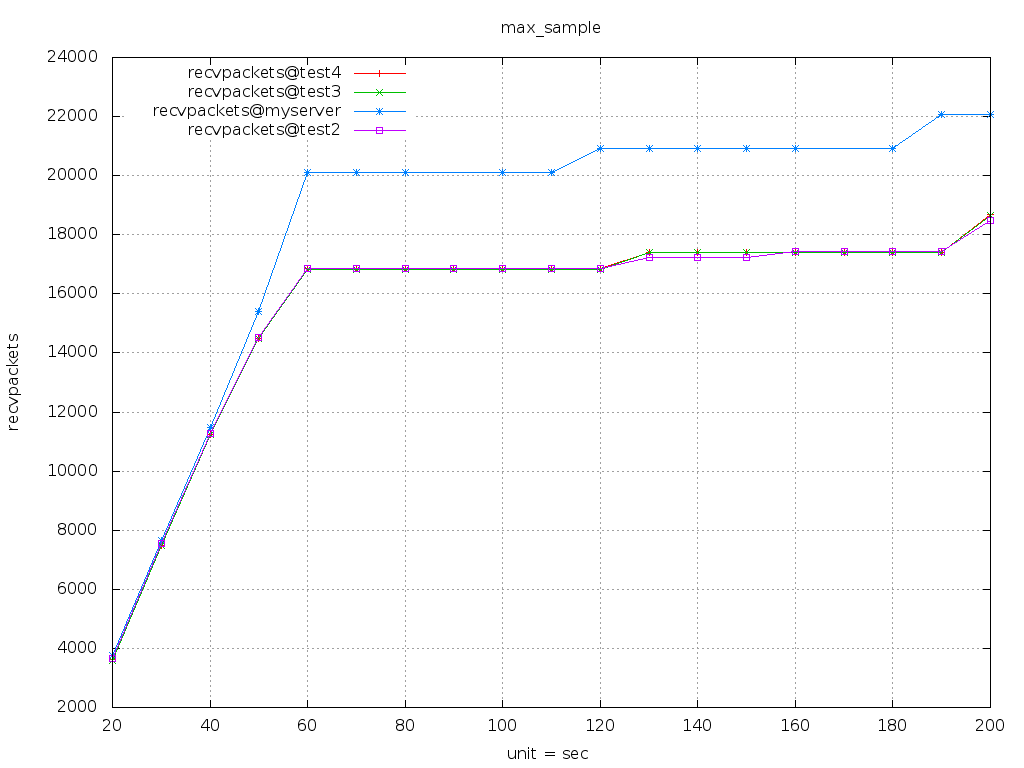 max_sample
24000
22000
20000
18000
16000
14000
12000
10000
8000
6000
4000
2000
recvpackets@test4
recvpackets@test3
recvpackets@myserver
recvpackets@test2
recvpackets
20 40 60 80 100 120 140 160 180 200
unit = sec